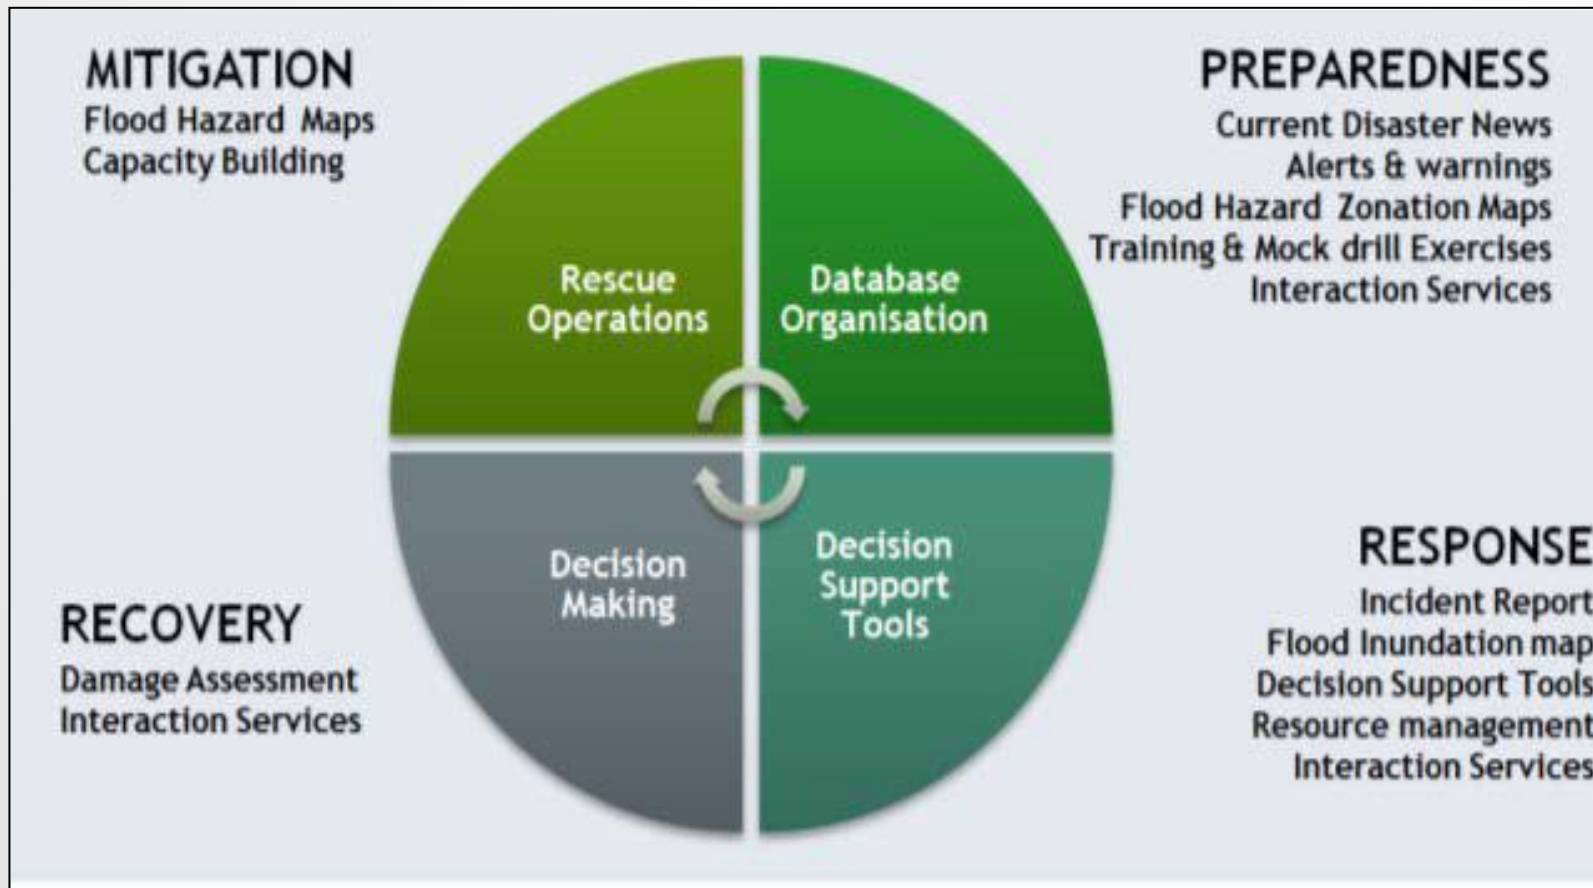 MITIGATION
Flood Hazard Maps
Capacity Building
PREPAREDNESS
Current Disaster News
Alerts & warnings
Flood Hazard Zonation Maps
Training & Mock drill Exercises
Interaction Services
Rescue
Operations
Database
Organisation
Decision
Making
Decision
Support
Tools
RECOVERY
Damage Assessment
Interaction Services
RESPONSE
Incident Report
Flood Inundation map
Decision Support Tools
Resource management
Interaction Services